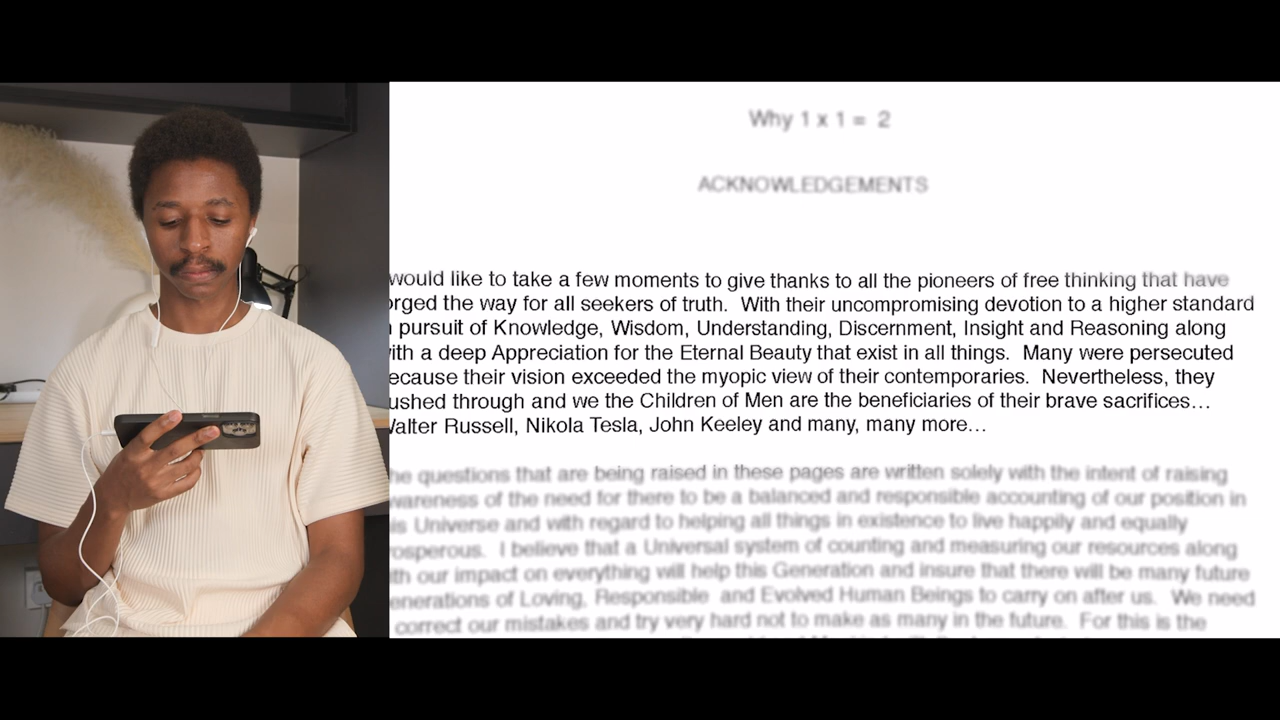 Why 1 x 1 = 2
ACKNOWLEDGEMENTS
would like to take a few moments to give thanks to all the pioneers of free thinking that have
orged the way for all seekers of truth. With their uncompromising devotion to a higher standard
pursuit of Knowledge, Wisdom, Understanding, Discernment, Insight and Reasoning along
ith a deep Appreciation for the Eternal Beauty that exist in all things. Many were persecuted
ecause their vision exceeded the myopic view of their contemporaries. Nevertheless, they
ushed through and we the Children of Men are the beneficiaries of their brave sacrifices…
alter Russell, Nikola Tesla, John Keeley and many, many more…
he questions that are being raised in these pages are written solely with the intent of raising
wareness of the need for there to be a balanced and responsible accounting of our position in
is Universe and with regard to helping all things in existence to live happily and equally
rosperous. I believe that a Universal system of counting and measuring our resources along
th our impact on everything will help this Generation and insure that there will be many future
enerations of Loving, Responsible and Evolved Human Beings to carry on after us. We need
correct our mistakes and try very hard not to make as many in the future. For this is the